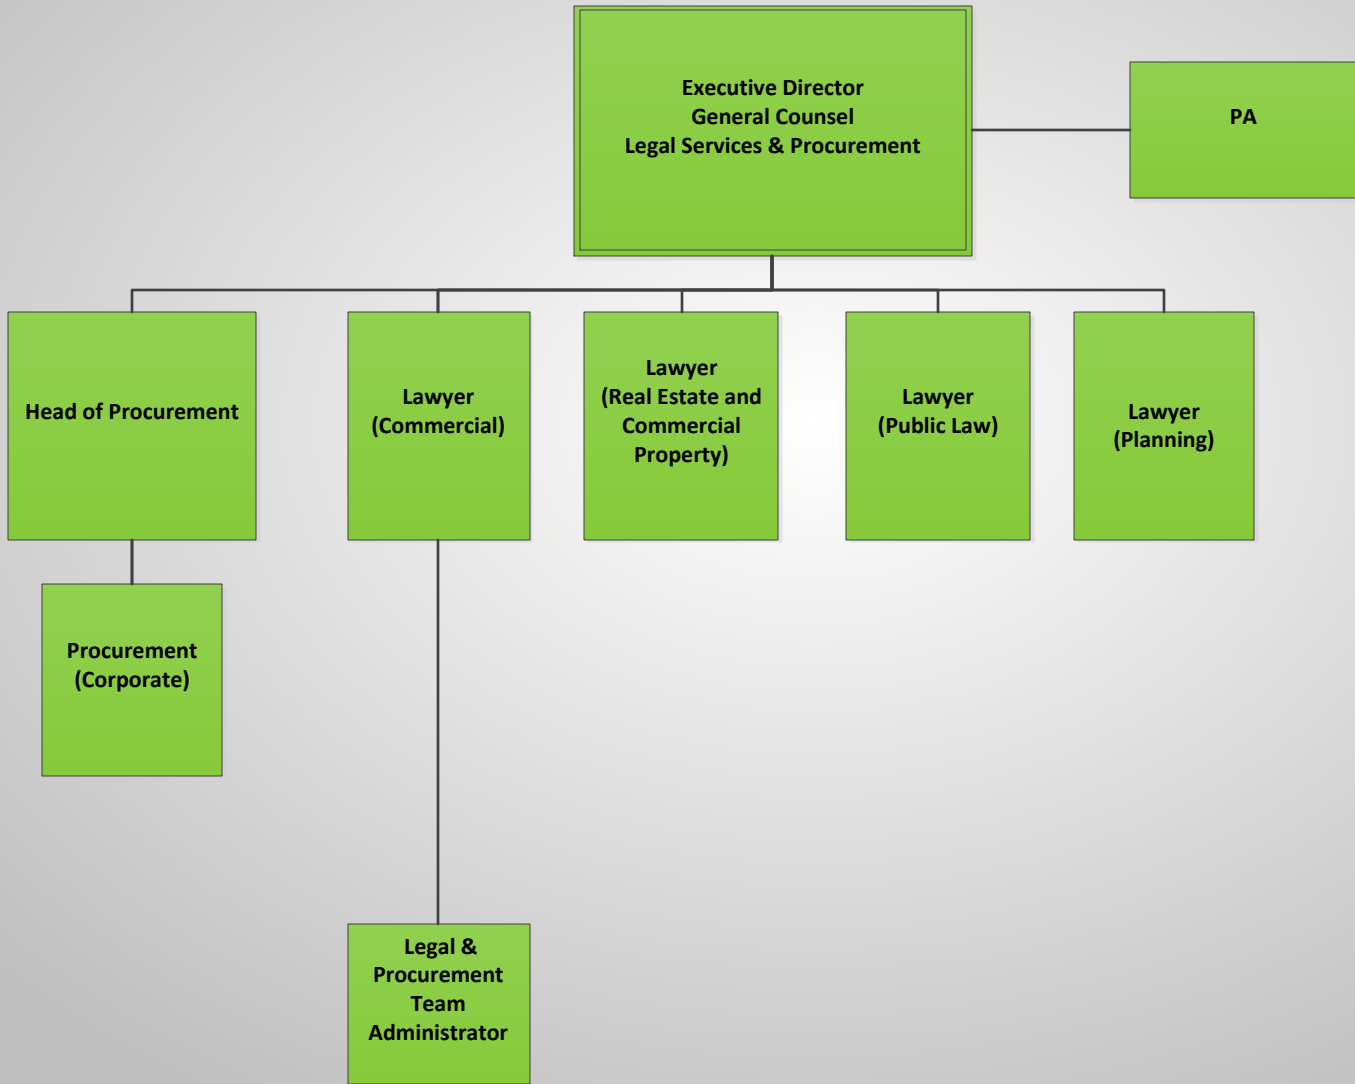 Executive Director
General Counsel
Legal Services & Procurement
PA
Head of Procurement
Lawyer
(Commercial)
Lawyer
(Real Estate and
Commercial
Property)
Lawyer
(Public Law)
Lawyer
(Planning)
Procurement
(Corporate)
Legal &
Procurement
Team
Administrator